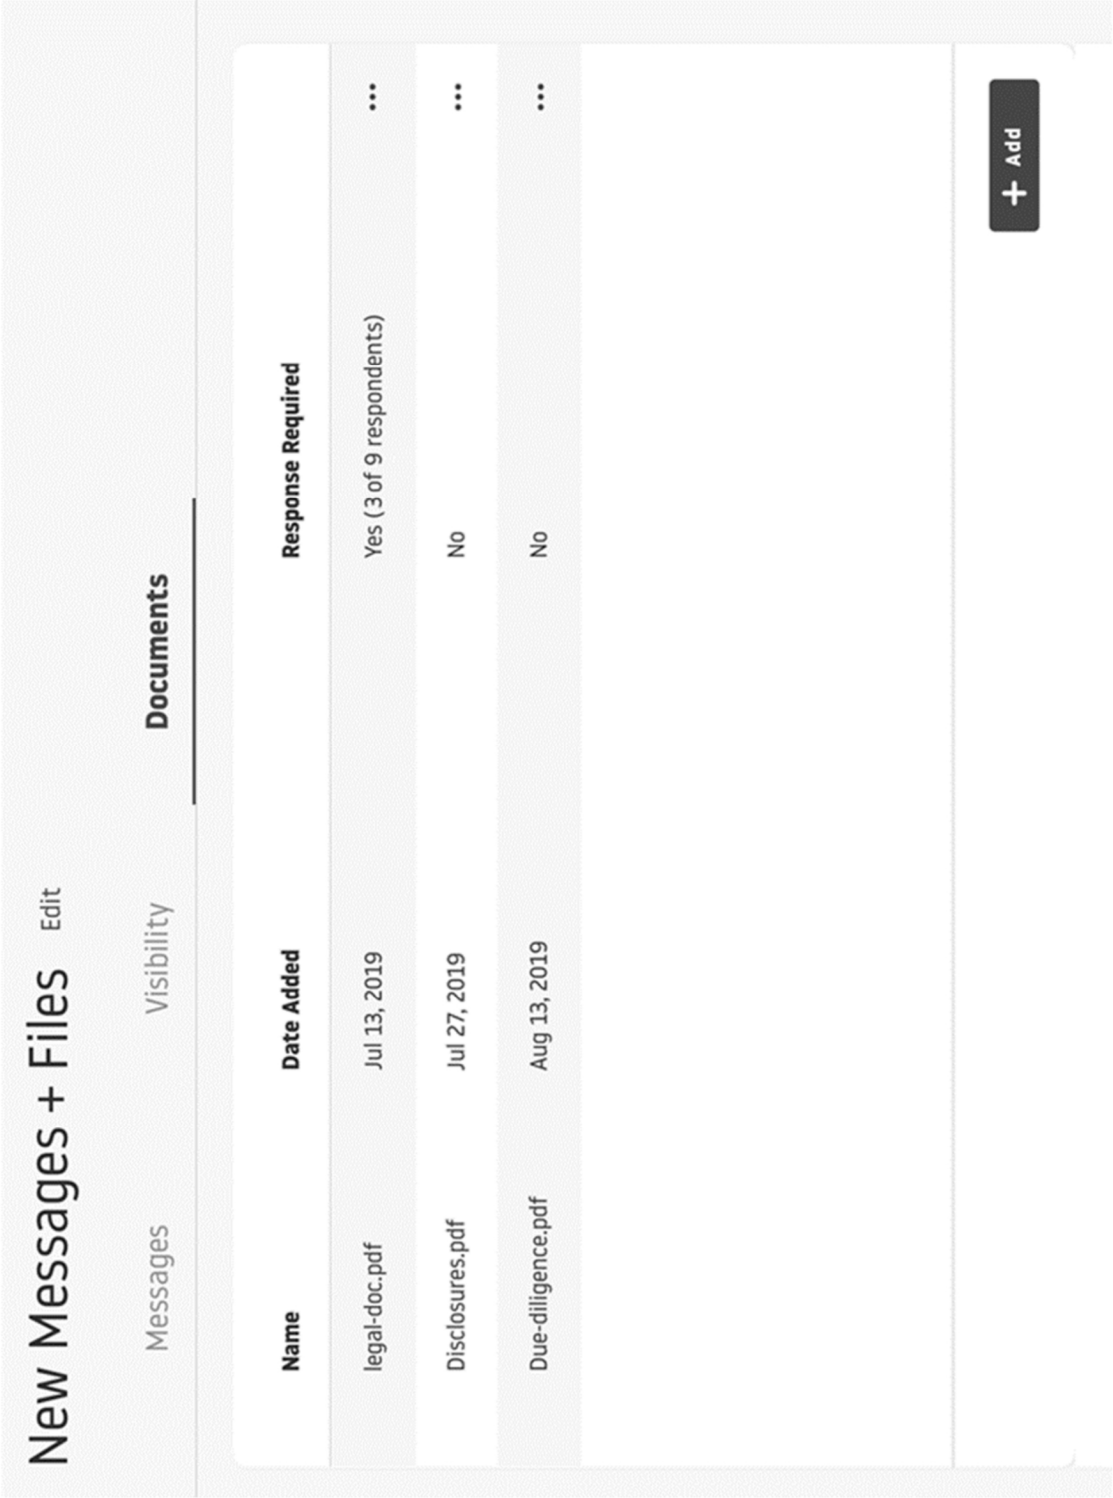 New Messages + Files Edit
Messages Visibility Documents
Name Date Added Response Required
legal-doc.pdf Jul 13, 2019 Yes (3 of 9 respondents) •••
Disclosures.pdf Jul 27, 2019 No •••
Due-diligence.pdf Aug 13, 2019 No •••
+ Add